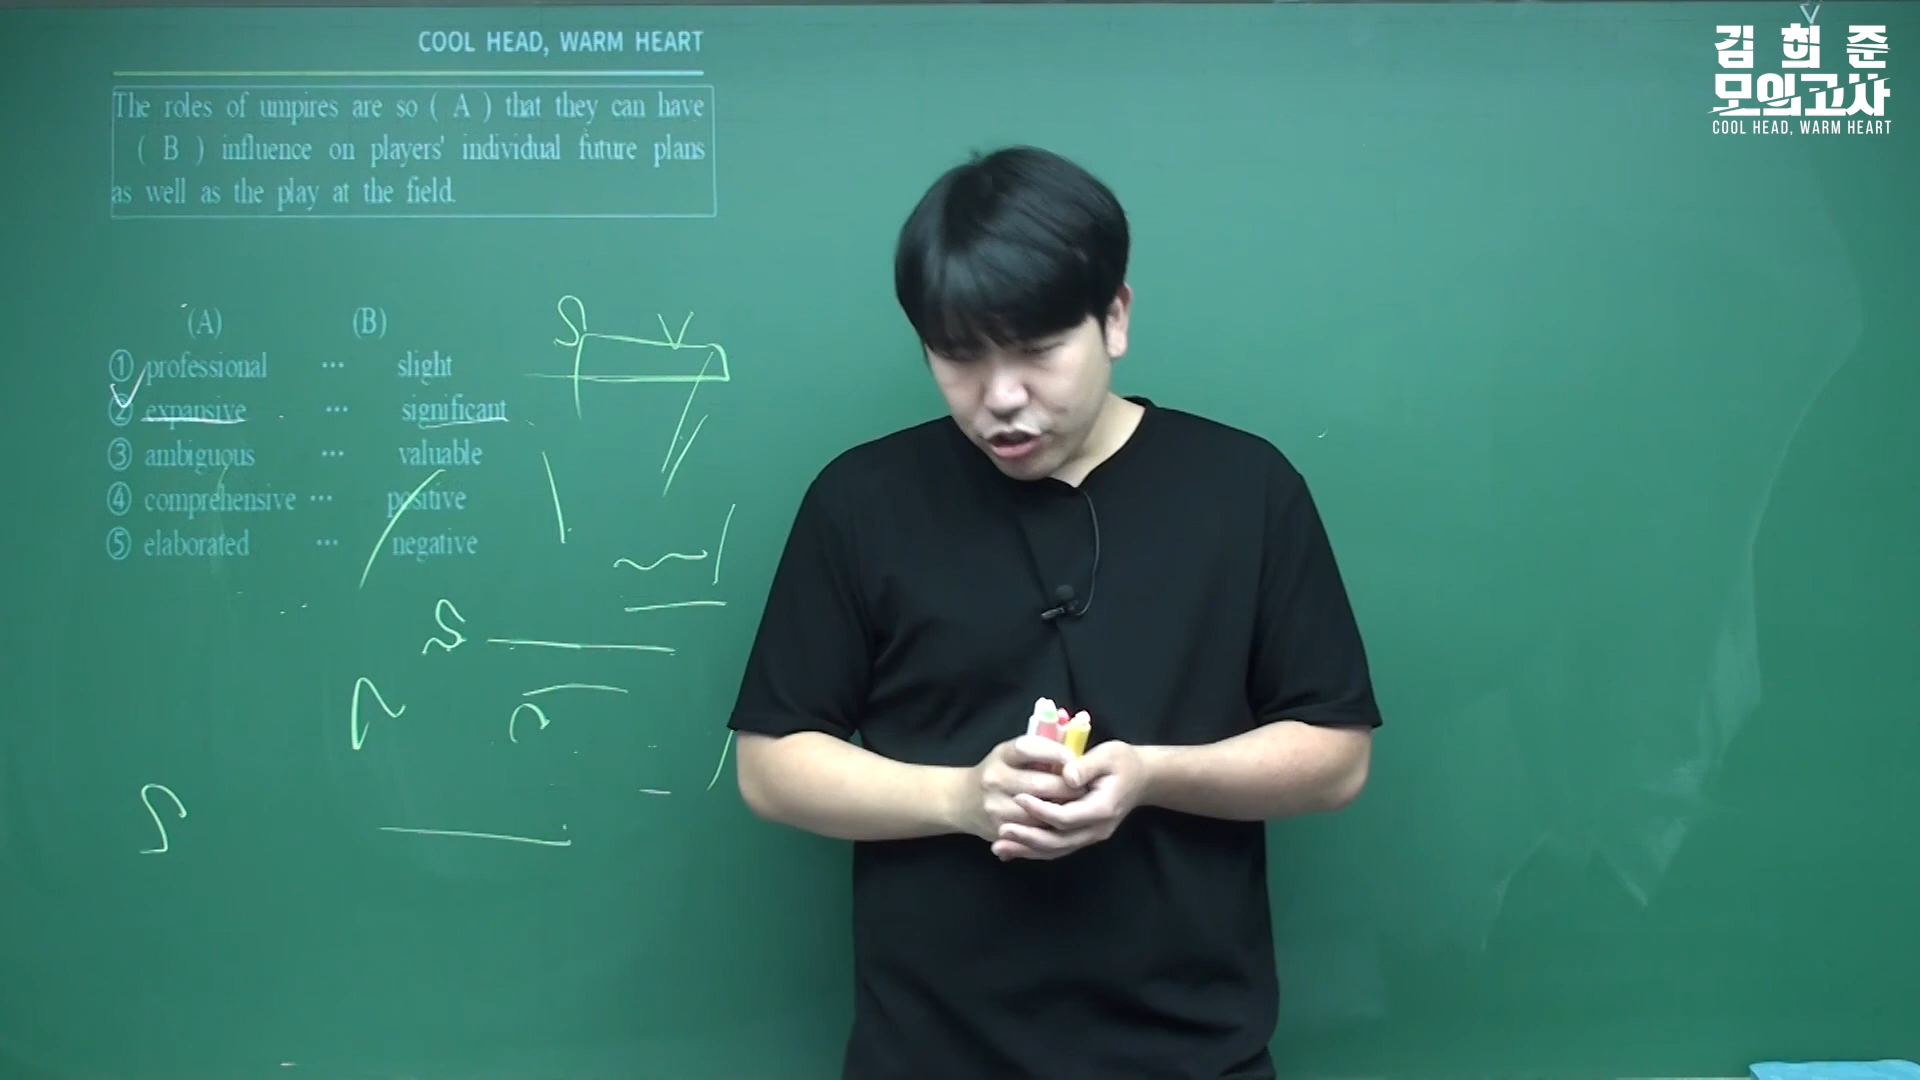 COOL HEAD, WARM HEART
The roles of umpires are so ( A ) that they can have
( B ) influence on players' individual future plans
as well as the play at the field.
(A) (B)
① professional ··· slight
② expansive ··· significant
③ ambiguous ··· valuable
④ comprehensive ··· positive
⑤ elaborated ··· negative
S V
김희준
모의고사
COOL HEAD, WARM HEART